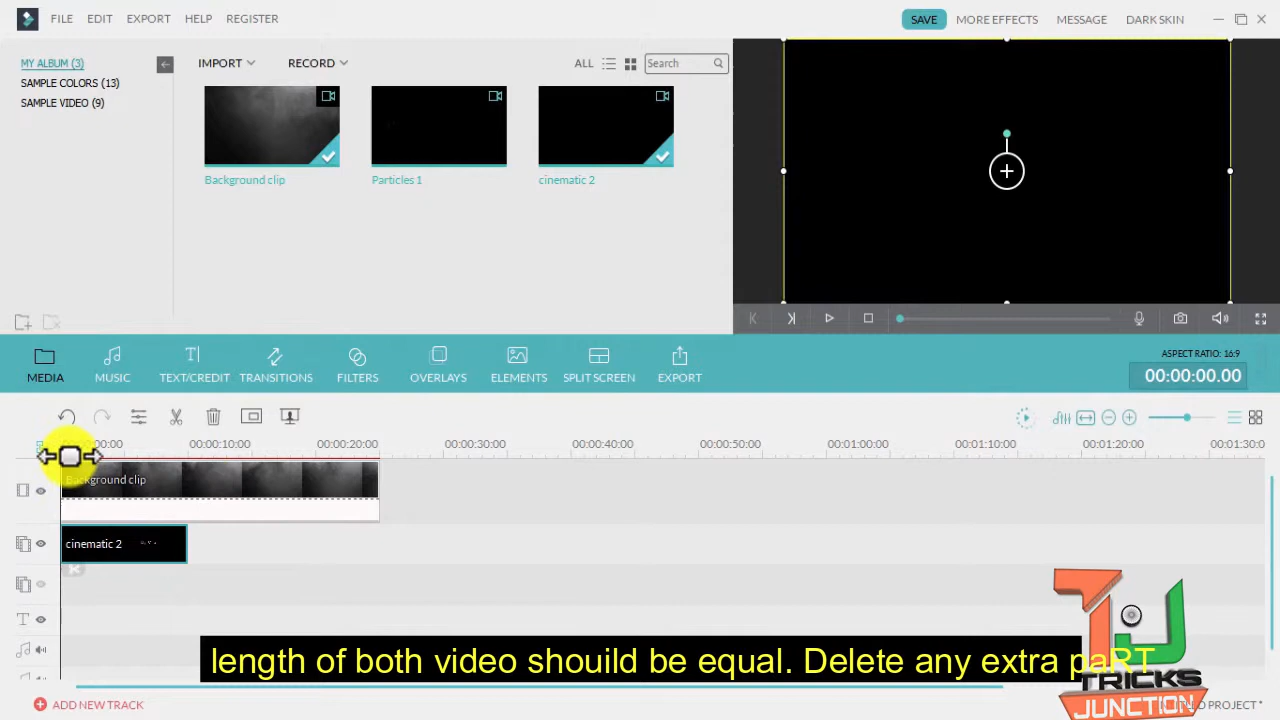 FILE EDIT EXPORT HELP REGISTER SAVE MORE EFFECTS MESSAGE DARK SKIN
MY ALBUM (3)
SAMPLE COLORS (13)
SAMPLE VIDEO (9)
IMPORT RECORD ALL Search
Background clip Particles 1 cinematic 2
MEDIA MUSIC TEXT/CREDIT TRANSITIONS FILTERS OVERLAYS ELEMENTS SPLIT SCREEN EXPORT
ASPECT RATIO: 16:9
00:00:00.00
00:00:10:00 00:00:20:00 00:00:30:00 00:00:40:00 00:00:50:00 00:01:00:00 00:01:10:00 00:01:20:00 00:01:30:0
Background clip
cinematic 2
length of both video shouild be equal. Delete any extra paRT
TJ
TRICKS
JUNCTION
ADD NEW TRACK
PROJECT *